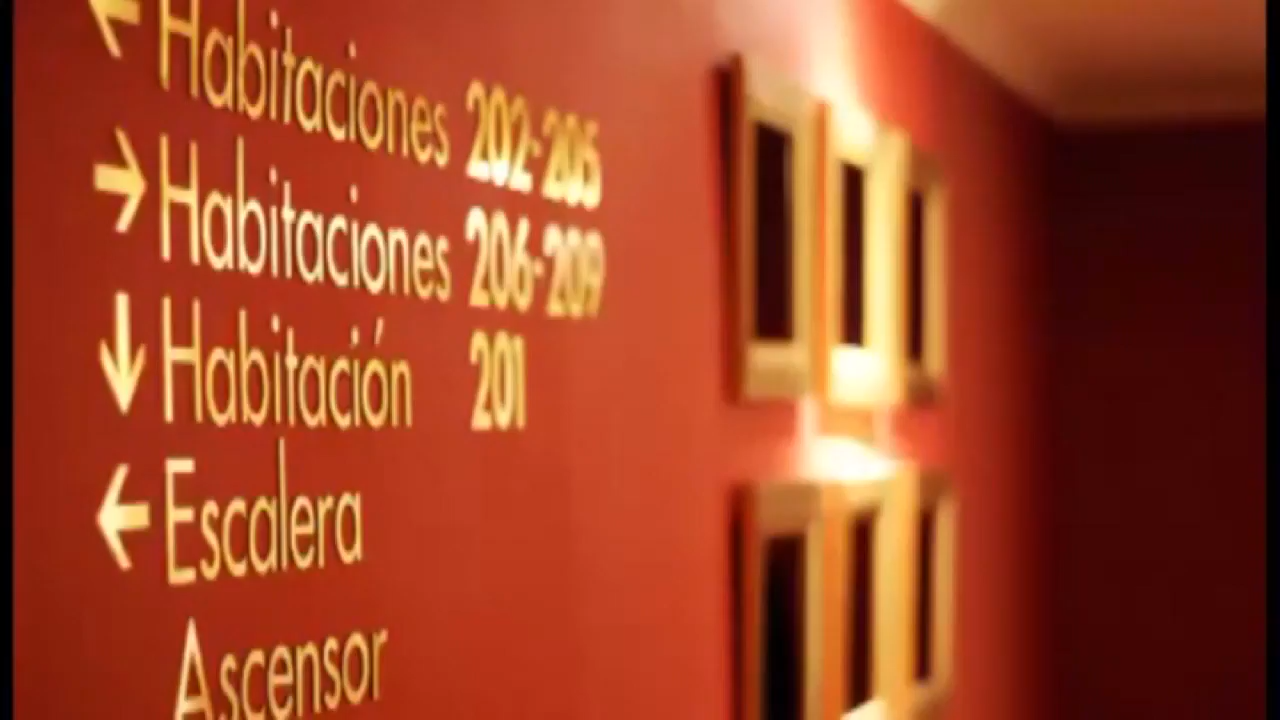 ← Habitaciones 202-205
→ Habitaciones 206-209
↓ Habitación 201
← Escalera
Ascensor